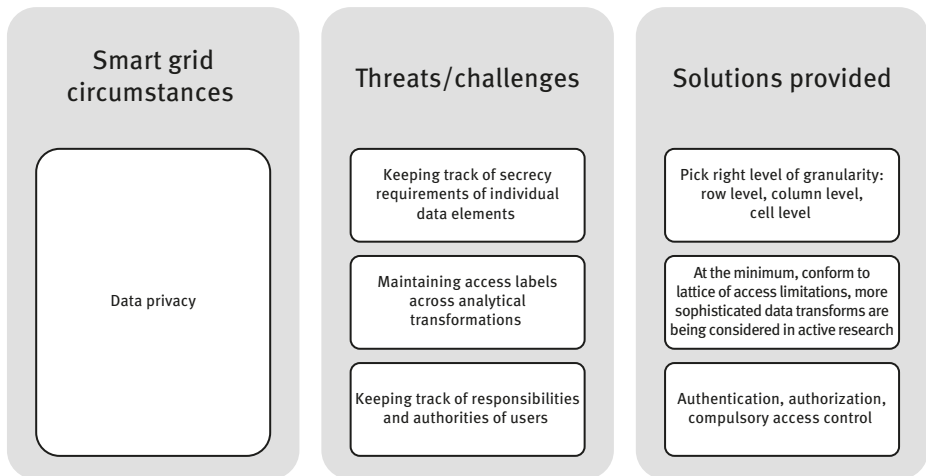 Smart grid
circumstances
Data privacy
Threats/challenges
Keeping track of secrecy
requirements of individual
data elements
Maintaining access labels
across analytical
transformations
Keeping track of responsibilities
and authorities of users
Solutions provided
Pick right level of granularity:
row level, column level,
cell level
At the minimum, conform to
lattice of access limitations, more
sophisticated data transforms are
being considered in active research
Authentication, authorization,
compulsory access control